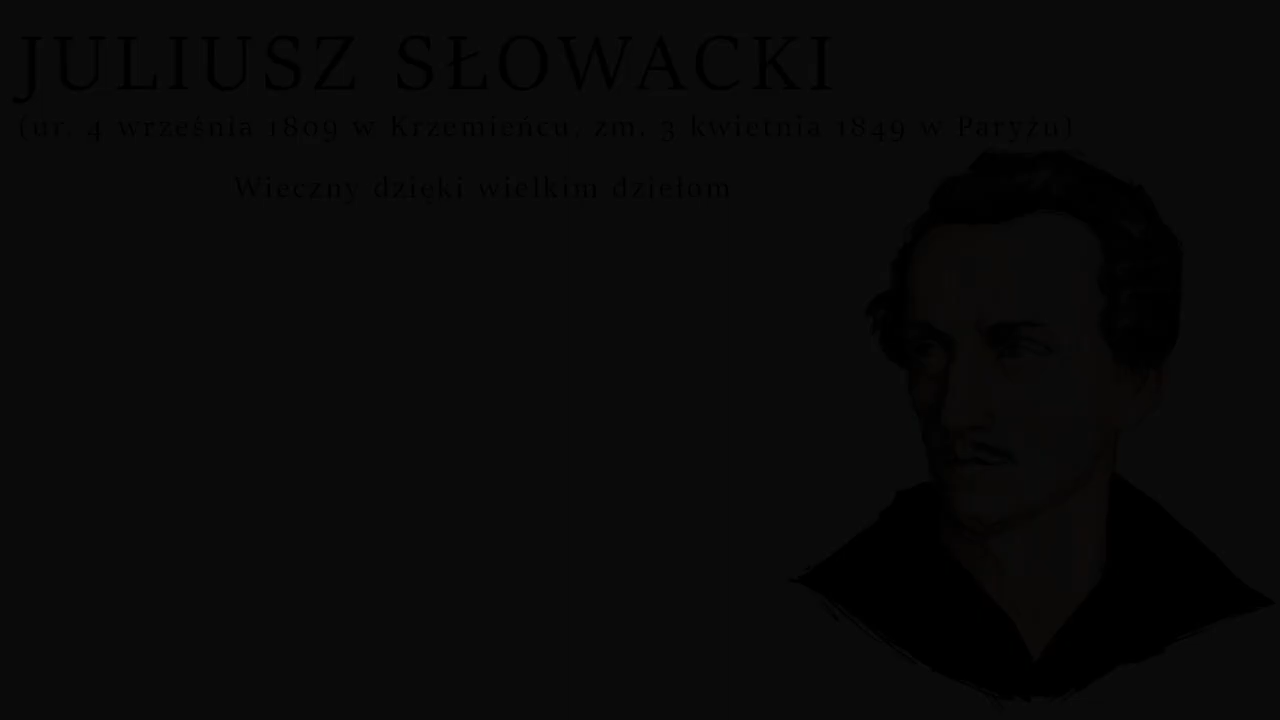 JULIUSZ SŁOWACKI
(ur. 4 września 1809 w Krzemieńcu, zm. 3 kwietnia 1849 w Paryżu)
Wieczny dzięki wielkim dziełom